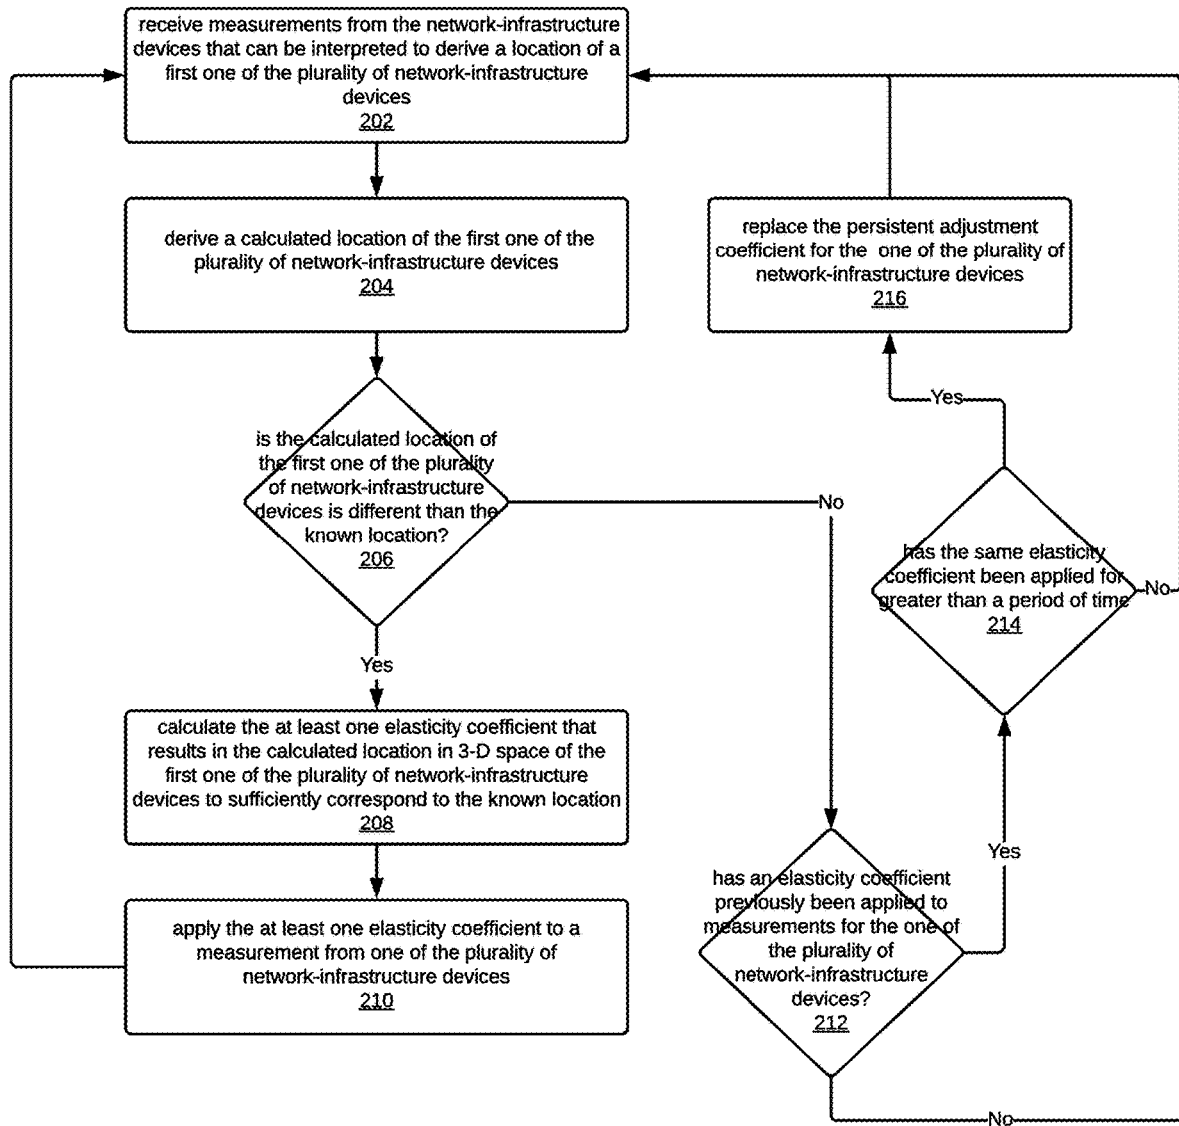 receive measurements from the network-infrastructure
devices that can be interpreted to derive a location of a
first one of the plurality of network-infrastructure
devices
202
derive a calculated location of the first one of the
plurality of network-infrastructure devices
204
replace the persistent adjustment
coefficient for the one of the plurality of
network-infrastructure devices
216
Yes
is the calculated location of
the first one of the plurality
of network-infrastructure
devices is different than the
known location?
206
No
has the same elasticity
coefficient been applied for
greater than a period of time
214
No
Yes
calculate the at least one elasticity coefficient that
results in the calculated location in 3-D space of the
first one of the plurality of network-infrastructure
devices to sufficiently correspond to the known location
208
Yes
apply the at least one elasticity coefficient to a
measurement from one of the plurality of
network-infrastructure devices
210
has an elasticity coefficient
previously been applied to
measurements for the one of
the plurality of
network-infrastructure
devices?
212
No